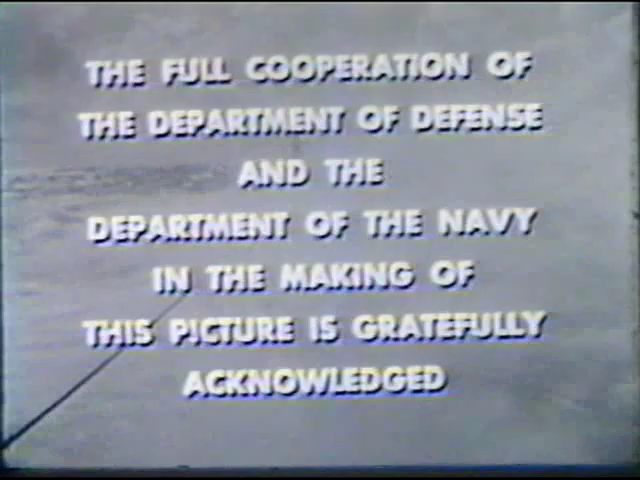 THE FULL COOPERATION OF
THE DEPARTMENT OF DEFENSE
AND THE
DEPARTMENT OF THE NAVY
IN THE MAKING OF
THIS PICTURE IS GRATEFULLY
ACKNOWLEDGED